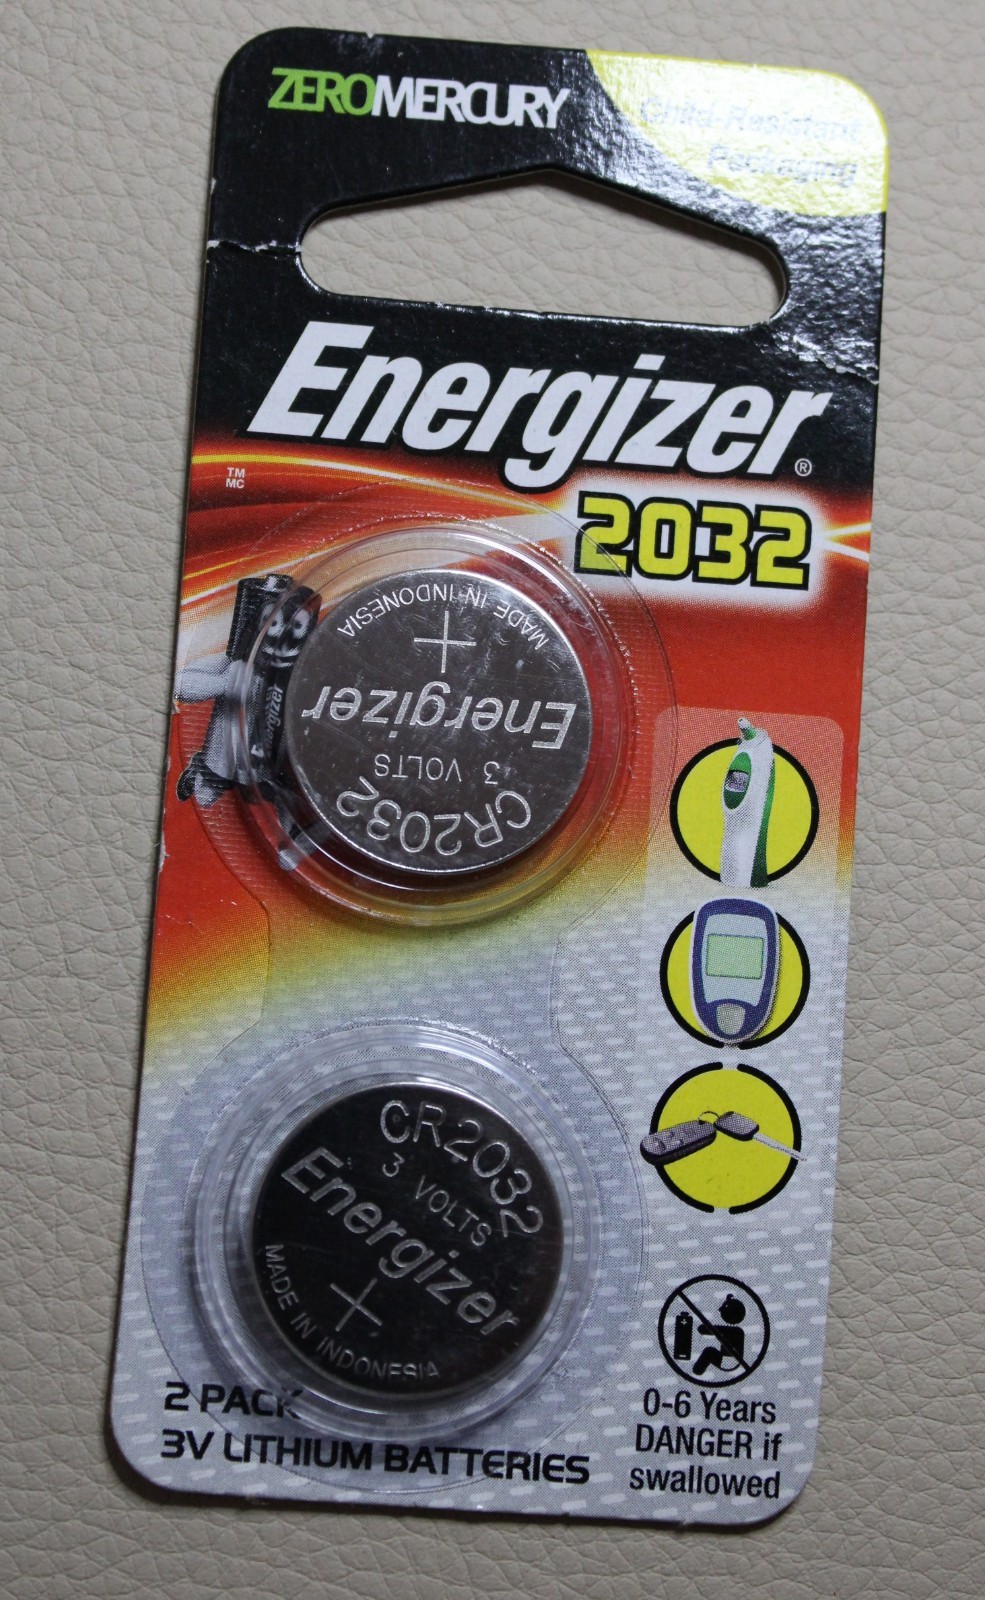 ZEROMERCURY
Child-Resistant
Packaging
Energizer®
TM
MC
2032
MADE IN INDONESIA
+
Energizer
3 VOLTS
CR2032
Energizer
CR2032
3 VOLTS
Energizer
+
MADE IN INDONESIA
2 PACK
3V LITHIUM BATTERIES
0-6 Years
DANGER if
swallowed